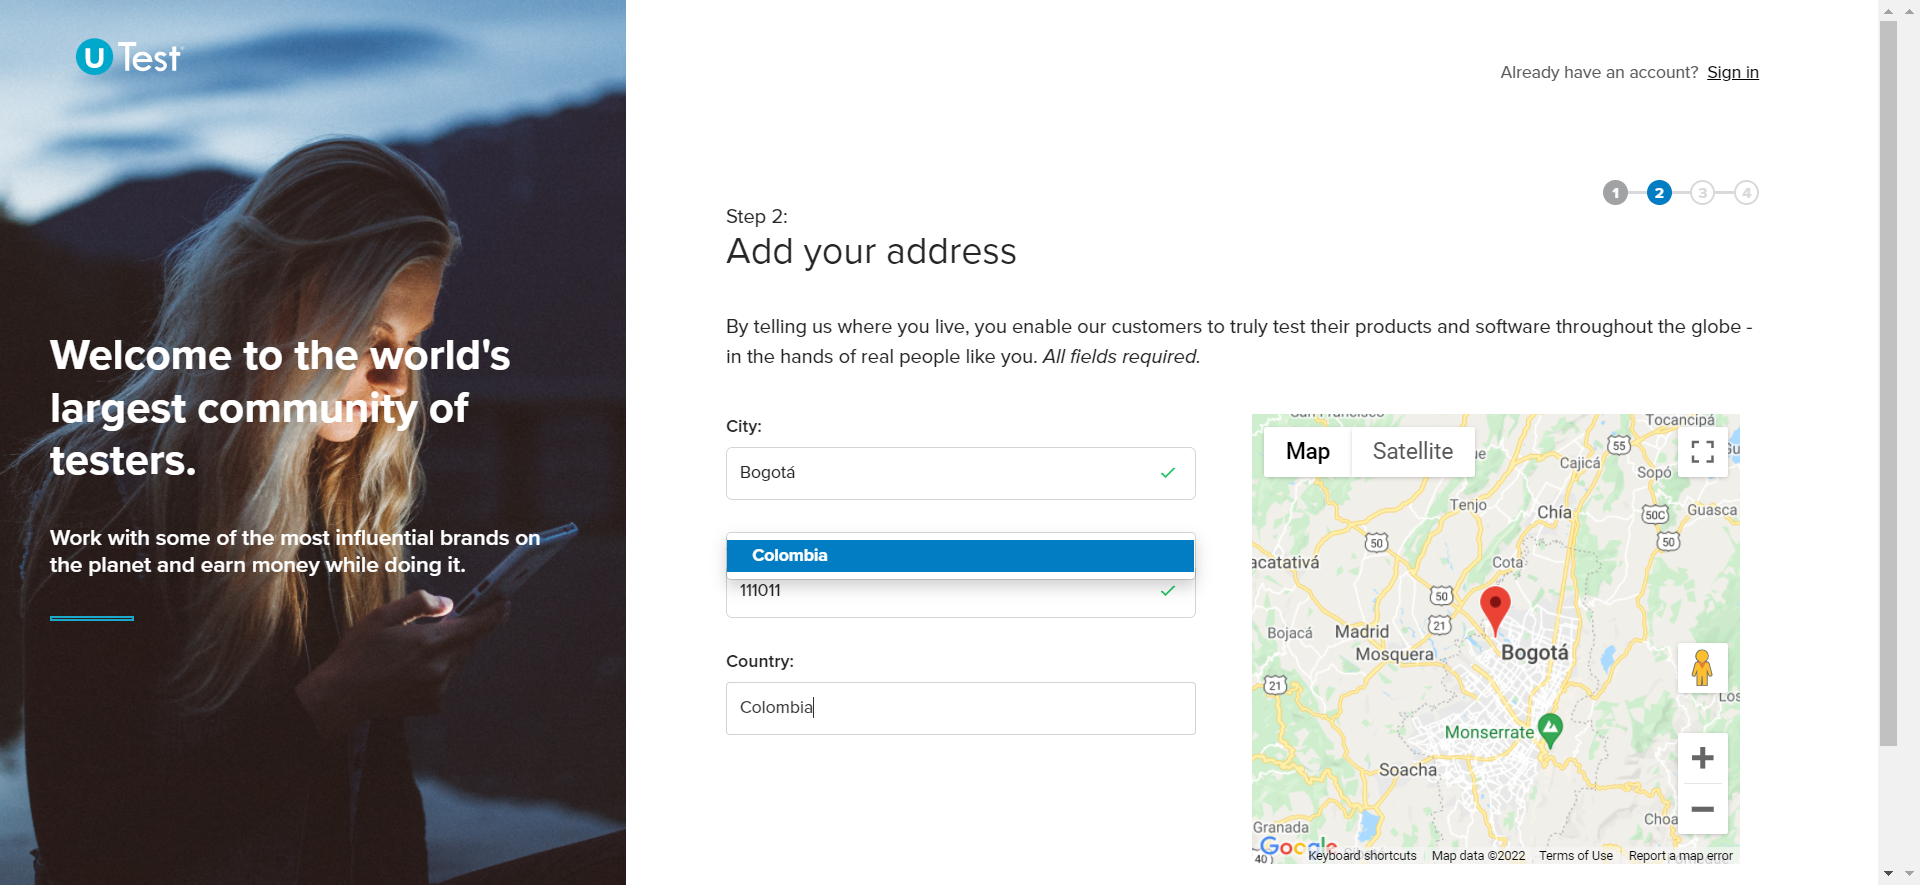 U Test
Already have an account? Sign in
1 2 3 4
Step 2:
Add your address
By telling us where you live, you enable our customers to truly test their products and software throughout the globe -
in the hands of real people like you. All fields required.
Welcome to the world's
largest community of
testers.
Work with some of the most influential brands on
the planet and earn money while doing it.
City:
Bogotá
Colombia
111011
Country:
Colombia
Map Satellite
Tocancipá
55
Cajicá
Sopó
Tenjo
Chía
50C
Guasca
50
50
acatativá
Cota
50
21
Bojacá
Madrid
Mosquera
Bogotá
21
Los
Monserrate
Soacha
Choa
Granada
40
Google
Keyboard shortcuts
Map data ©2022
Terms of Use
Report a map error